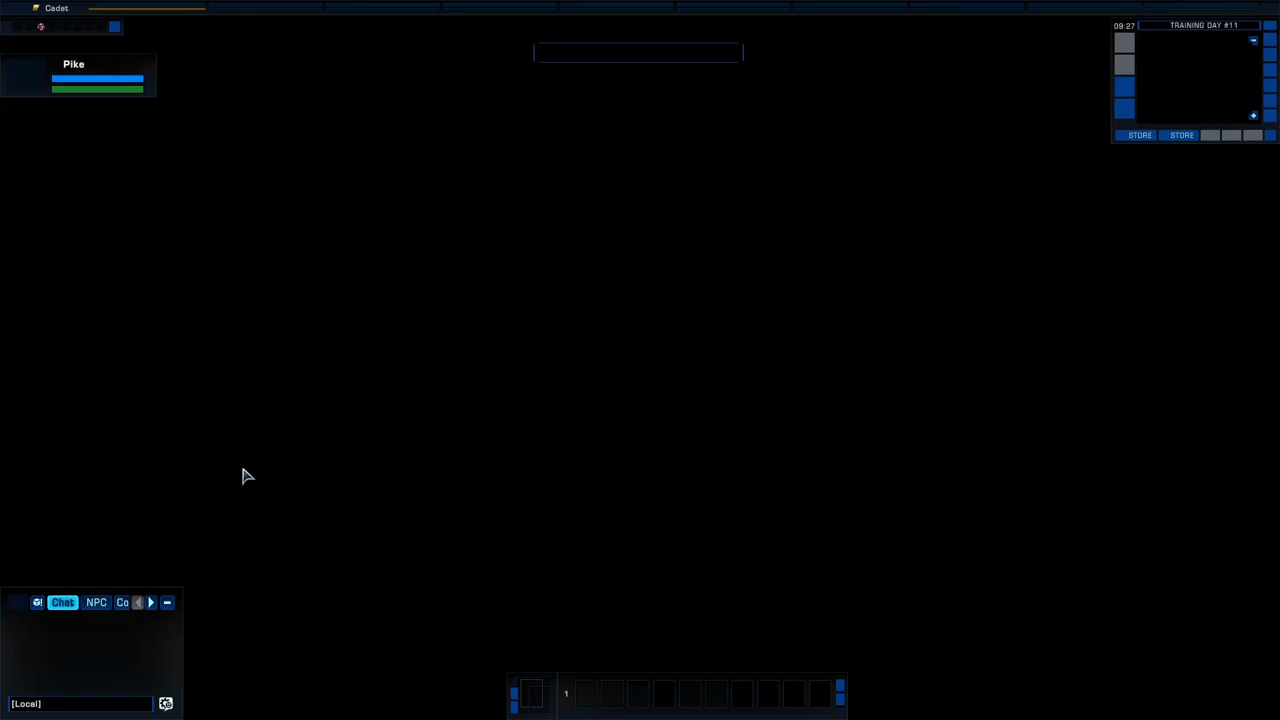 Cadet
09:27 TRAINING DAY #11
Pike
STORE STORE
Chat NPC Co
[Local]
1